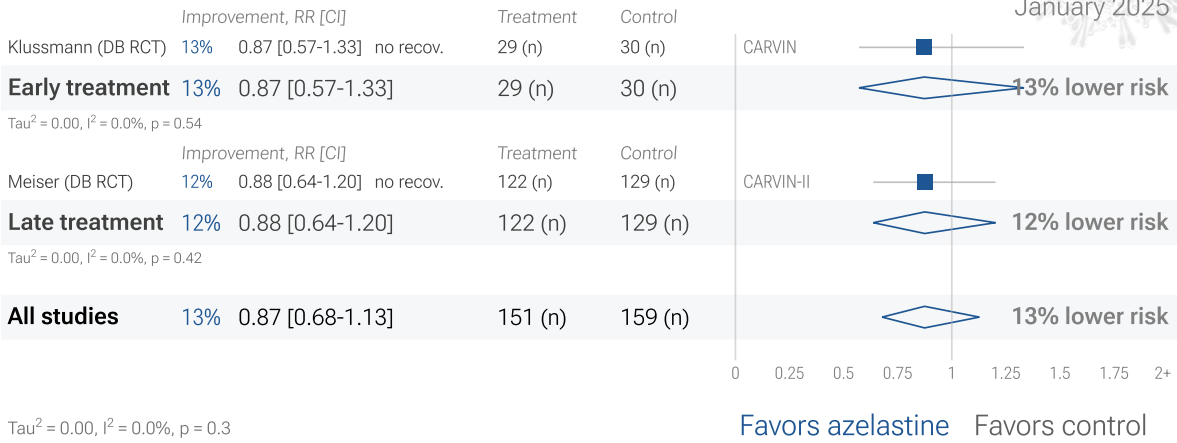 January 2025
Improvement, RR [CI] Treatment Control
Klussmann (DB RCT) 13% 0.87 [0.57-1.33] no recov. 29 (n) 30 (n) CARVIN
Early treatment 13% 0.87 [0.57-1.33] 29 (n) 30 (n) 13% lower risk
Tau² = 0.00, I² = 0.0%, p = 0.54
Improvement, RR [CI] Treatment Control
Meiser (DB RCT) 12% 0.88 [0.64-1.20] no recov. 122 (n) 129 (n) CARVIN-II
Late treatment 12% 0.88 [0.64-1.20] 122 (n) 129 (n) 12% lower risk
Tau² = 0.00, I² = 0.0%, p = 0.42
All studies 13% 0.87 [0.68-1.13] 151 (n) 159 (n) 13% lower risk
0 0.25 0.5 0.75 1 1.25 1.5 1.75 2+
Tau² = 0.00, I² = 0.0%, p = 0.3 Favors azelastine Favors control